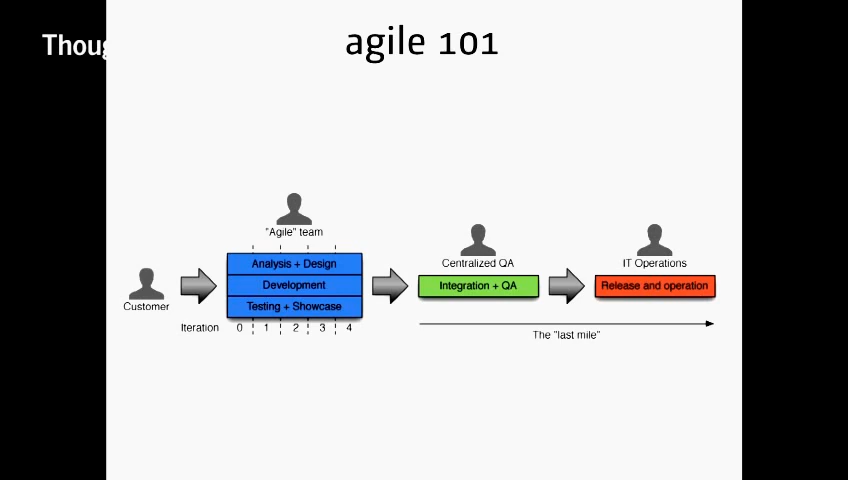 agile 101
"Agile" team
Analysis + Design
Development
Testing + Showcase
Customer
Iteration 0 1 2 3 4
Centralized QA
Integration + QA
IT Operations
Release and operation
The "last mile"